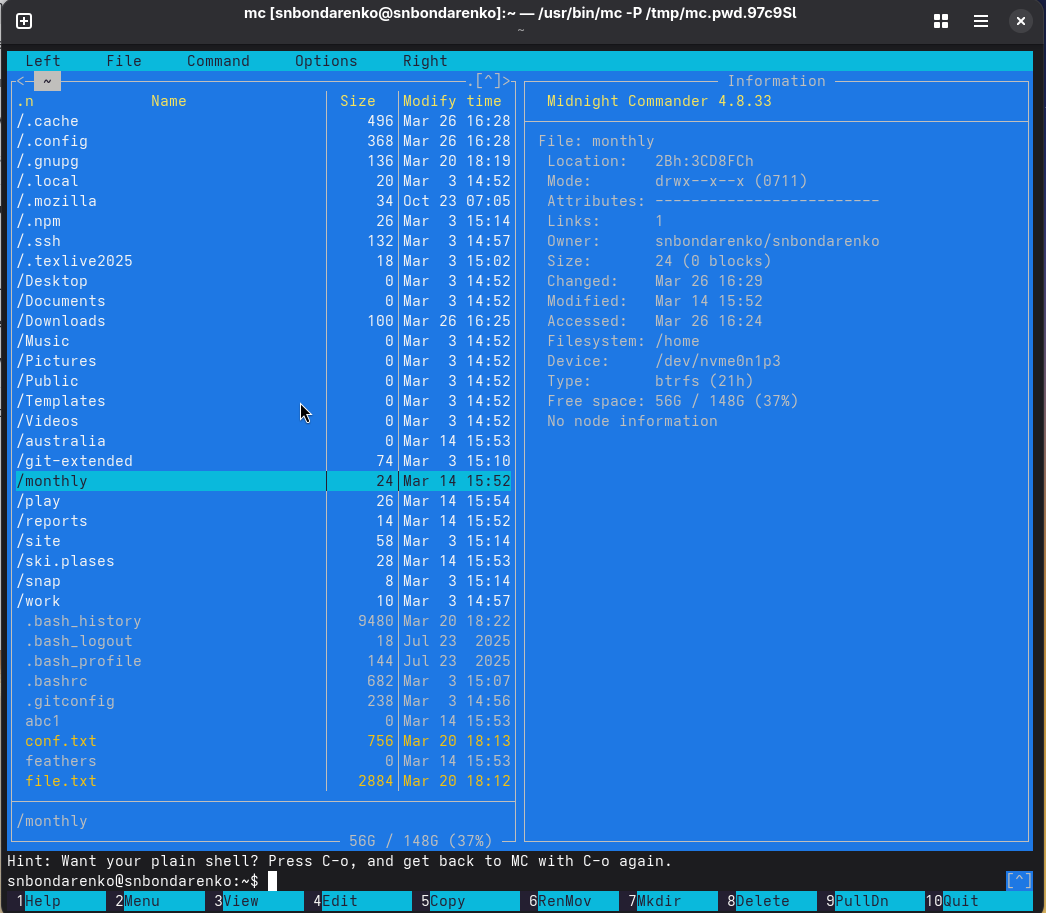 mc [snbondarenko@snbondarenko]:~ — /usr/bin/mc -P /tmp/mc.pwd.97c9Sl
~
Left File Command Options Right
<─ ~ .[^]>
.n Name Size Modify time
/.cache 496 Mar 26 16:28
/.config 368 Mar 26 16:28
/.gnupg 136 Mar 20 18:19
/.local 20 Mar 3 14:52
/.mozilla 34 Oct 23 07:05
/.npm 26 Mar 3 15:14
/.ssh 132 Mar 3 14:57
/.texlive2025 18 Mar 3 15:02
/Desktop 0 Mar 3 14:52
/Documents 0 Mar 3 14:52
/Downloads 100 Mar 26 16:25
/Music 0 Mar 3 14:52
/Pictures 0 Mar 3 14:52
/Public 0 Mar 3 14:52
/Templates 0 Mar 3 14:52
/Videos 0 Mar 3 14:52
/australia 0 Mar 14 15:53
/git-extended 74 Mar 3 15:10
/monthly 24 Mar 14 15:52
/play 26 Mar 14 15:54
/reports 14 Mar 14 15:52
/site 58 Mar 3 15:14
/ski.plases 28 Mar 14 15:53
/snap 8 Mar 3 15:14
/work 10 Mar 3 14:57
.bash_history 9480 Mar 20 18:22
.bash_logout 18 Jul 23 2025
.bash_profile 144 Jul 23 2025
.bashrc 682 Mar 3 15:07
.gitconfig 238 Mar 3 14:56
abc1 0 Mar 14 15:53
conf.txt 756 Mar 20 18:13
feathers 0 Mar 14 15:53
file.txt 2884 Mar 20 18:12
/monthly
56G / 148G (37%)
Information
Midnight Commander 4.8.33
File: monthly
Location: 2Bh:3CD8FCh
Mode: drwx--x--x (0711)
Attributes: -------------------------
Links: 1
Owner: snbondarenko/snbondarenko
Size: 24 (0 blocks)
Changed: Mar 26 16:29
Modified: Mar 14 15:52
Accessed: Mar 26 16:24
Filesystem: /home
Device: /dev/nvme0n1p3
Type: btrfs (21h)
Free space: 56G / 148G (37%)
No node information
Hint: Want your plain shell? Press C-o, and get back to MC with C-o again.
snbondarenko@snbondarenko:~$ [^]
1Help 2Menu 3View 4Edit 5Copy 6RenMov 7Mkdir 8Delete 9PullDn 10Quit